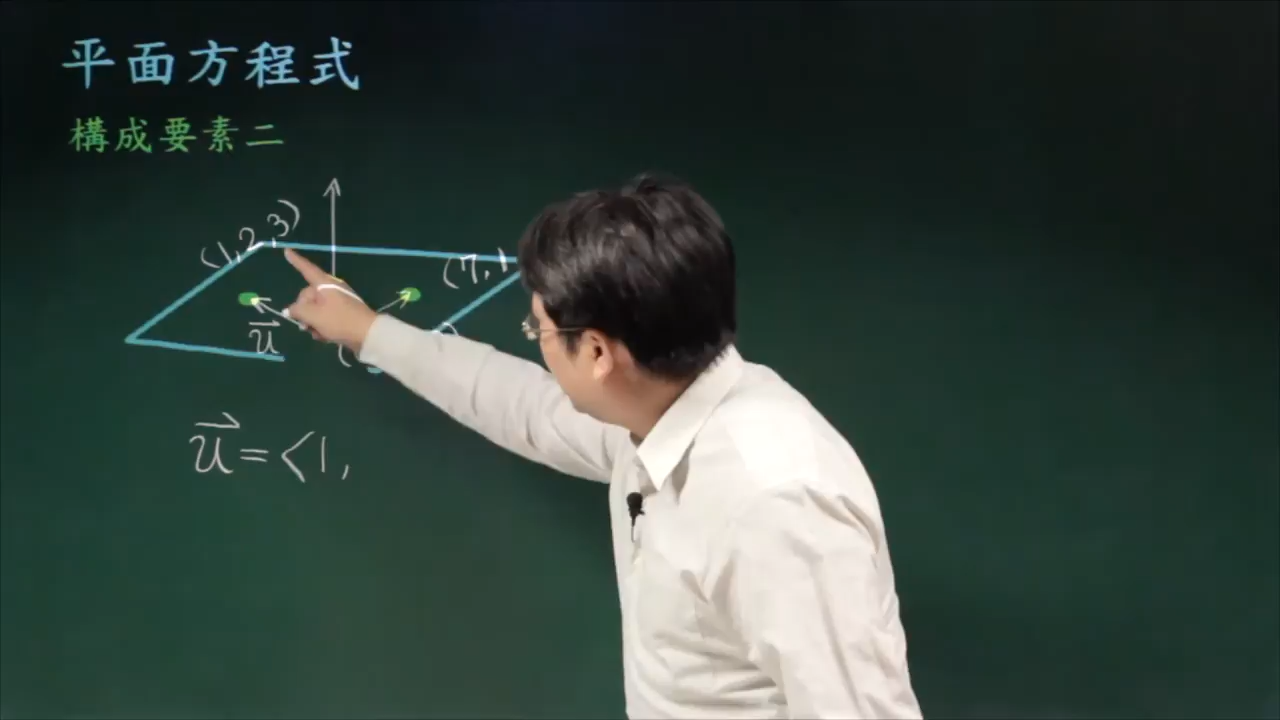 平面方程式
構成要素二
(1,2,3)
(7,1
u
(
u=<1,